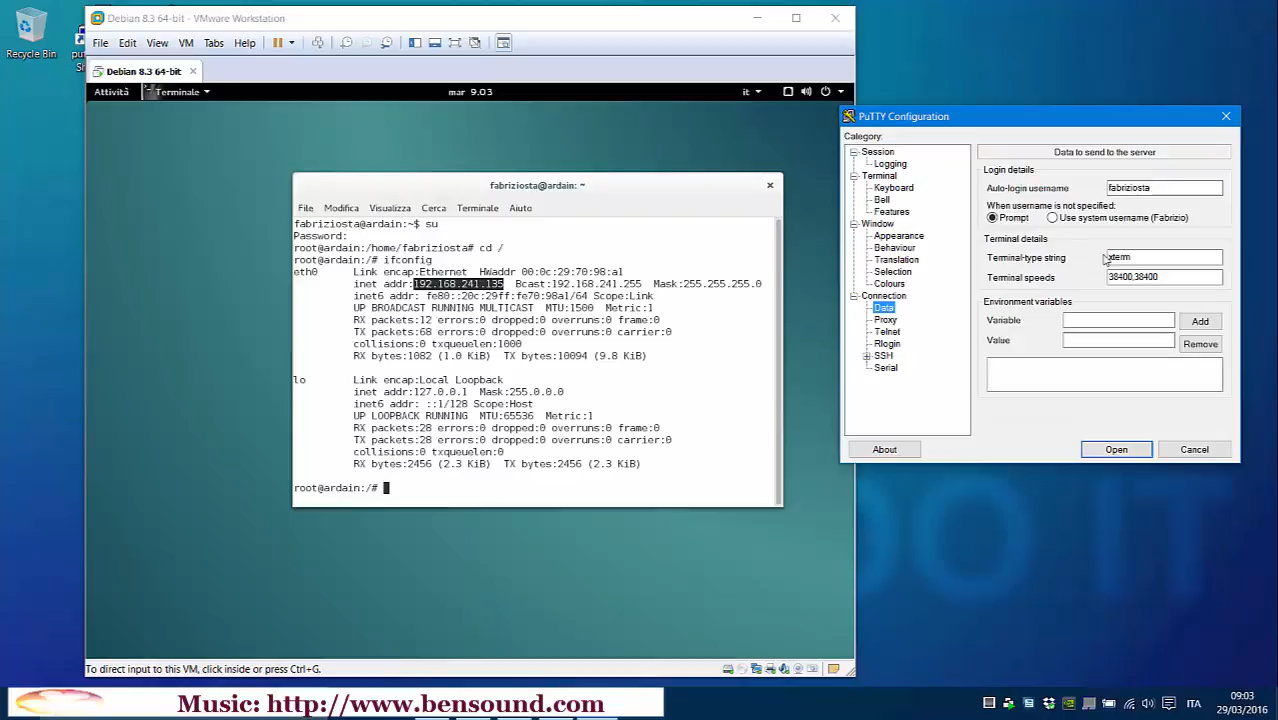 Debian 8.3 64-bit - VMware Workstation
Recycle Bin
File Edit View VM Tabs Help
Debian 8.3 64-bit
Attività Terminale mar 9.03 it
fabriziosta@ardain: ~
File Modifica Visualizza Cerca Terminale Aiuto
fabriziosta@ardain:~$ su
Password:
root@ardain:/home/fabriziosta# cd /
root@ardain:/# ifconfig
eth0 Link encap:Ethernet HWaddr 00:0c:29:70:98:a1
inet addr:192.168.241.135 Bcast:192.168.241.255 Mask:255.255.255.0
inet6 addr: fe80::20c:29ff:fe70:98a1/64 Scope:Link
UP BROADCAST RUNNING MULTICAST MTU:1500 Metric:1
RX packets:12 errors:0 dropped:0 overruns:0 frame:0
TX packets:68 errors:0 dropped:0 overruns:0 carrier:0
collisions:0 txqueuelen:1000
RX bytes:1082 (1.0 KiB) TX bytes:10094 (9.8 KiB)
lo Link encap:Local Loopback
inet addr:127.0.0.1 Mask:255.0.0.0
inet6 addr: ::1/128 Scope:Host
UP LOOPBACK RUNNING MTU:65536 Metric:1
RX packets:28 errors:0 dropped:0 overruns:0 frame:0
TX packets:28 errors:0 dropped:0 overruns:0 carrier:0
collisions:0 txqueuelen:0
RX bytes:2456 (2.3 KiB) TX bytes:2456 (2.3 KiB)
root@ardain:/#
To direct input to this VM, click inside or press Ctrl+G.
PuTTY Configuration
Category:
Session
Logging
Terminal
Keyboard
Bell
Features
Window
Appearance
Behaviour
Translation
Selection
Colours
Connection
Data
Proxy
Telnet
Rlogin
SSH
Serial
Data to send to the server
Login details
Auto-login username fabriziosta
When username is not specified:
Prompt Use system username (Fabrizio)
Terminal details
Terminal-type string xterm
Terminal speeds 38400,38400
Environment variables
Variable Add
Value Remove
About Open Cancel
DO IT
Music: http://www.bensound.com
ITA
09:03
29/03/2016